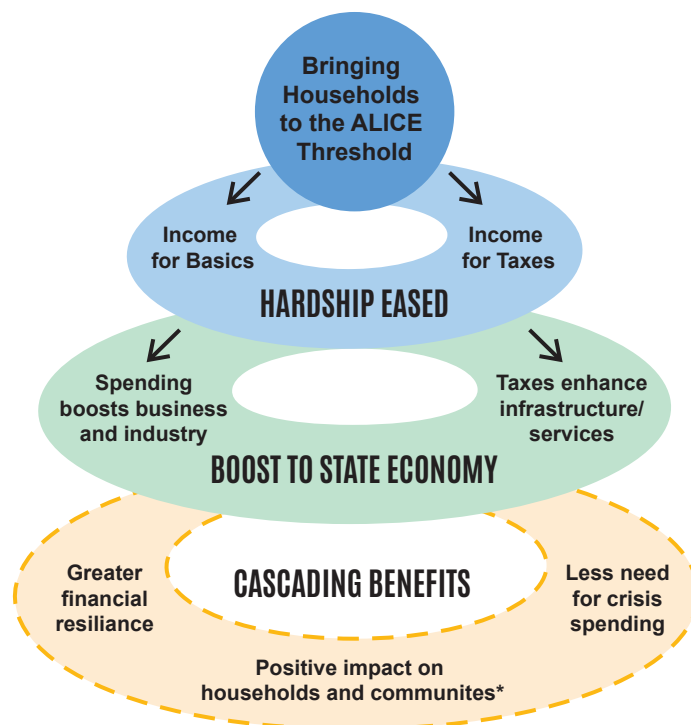 Bringing
Households
to the ALICE
Threshold
Income
for Basics
Income
for Taxes
HARDSHIP EASED
Spending
boosts business
and industry
Taxes enhance
infrastructure/
services
BOOST TO STATE ECONOMY
Greater
financial
resiliance
CASCADING BENEFITS
Less need
for crisis
spending
Positive impact on
households and communites*